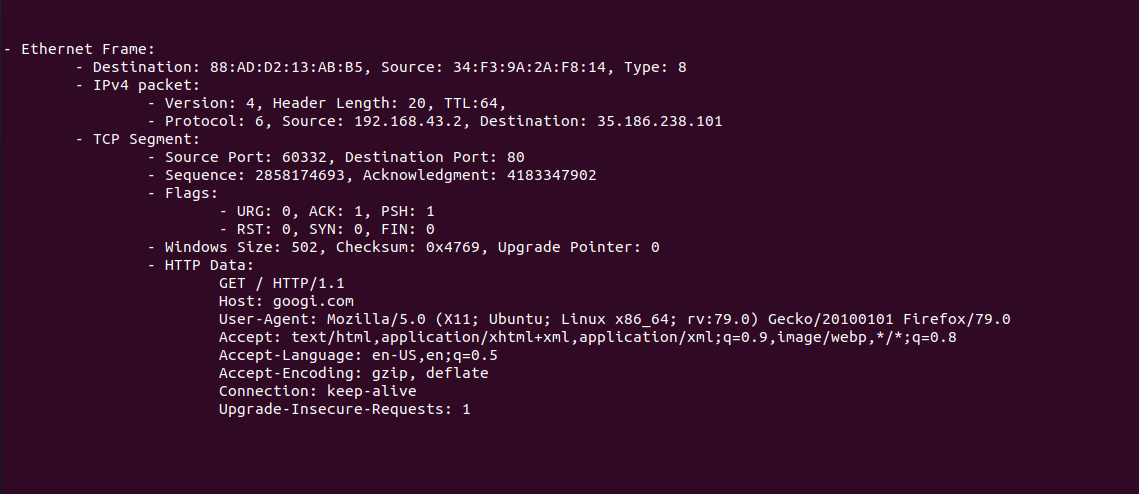 - Ethernet Frame:
- Destination: 88:AD:D2:13:AB:B5, Source: 34:F3:9A:2A:F8:14, Type: 8
- IPv4 packet:
- Version: 4, Header Length: 20, TTL:64,
- Protocol: 6, Source: 192.168.43.2, Destination: 35.186.238.101
- TCP Segment:
- Source Port: 60332, Destination Port: 80
- Sequence: 2858174693, Acknowledgment: 4183347902
- Flags:
- URG: 0, ACK: 1, PSH: 1
- RST: 0, SYN: 0, FIN: 0
- Windows Size: 502, Checksum: 0x4769, Upgrade Pointer: 0
- HTTP Data:
GET / HTTP/1.1
Host: googi.com
User-Agent: Mozilla/5.0 (X11; Ubuntu; Linux x86_64; rv:79.0) Gecko/20100101 Firefox/79.0
Accept: text/html,application/xhtml+xml,application/xml;q=0.9,image/webp,*/*;q=0.8
Accept-Language: en-US,en;q=0.5
Accept-Encoding: gzip, deflate
Connection: keep-alive
Upgrade-Insecure-Requests: 1